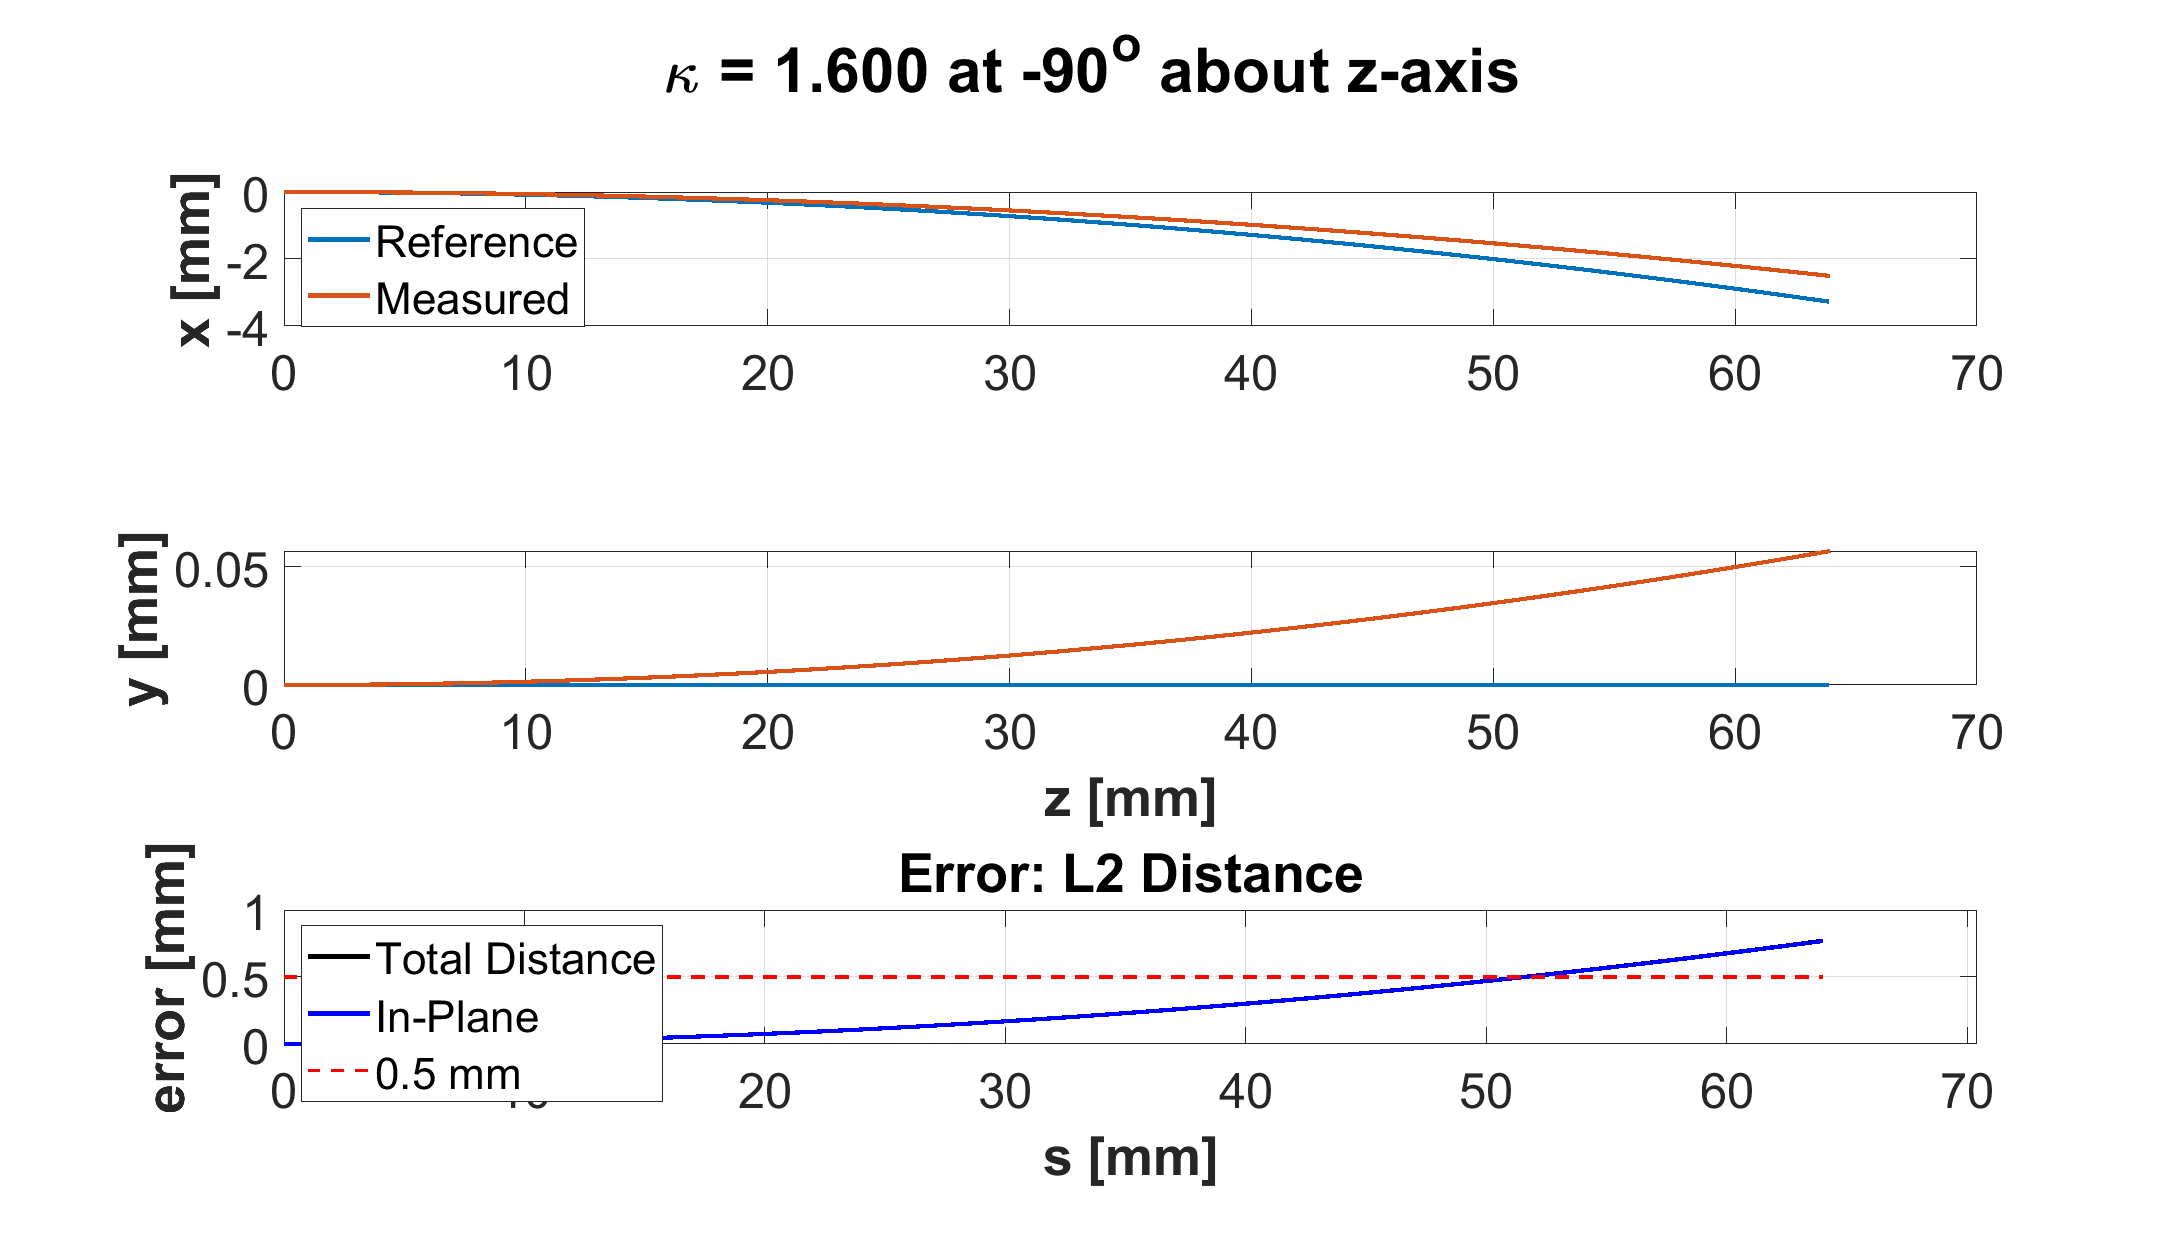 κ = 1.600 at -90° about z-axis
x [mm]
0
-2
-4
Reference
Measured
0 10 20 30 40 50 60 70
y [mm]
0.05
0
0 10 20 30 40 50 60 70
z [mm]
Error: L2 Distance
error [mm]
1
0.5
0
Total Distance
In-Plane
0.5 mm
0 20 30 40 50 60 70
s [mm]